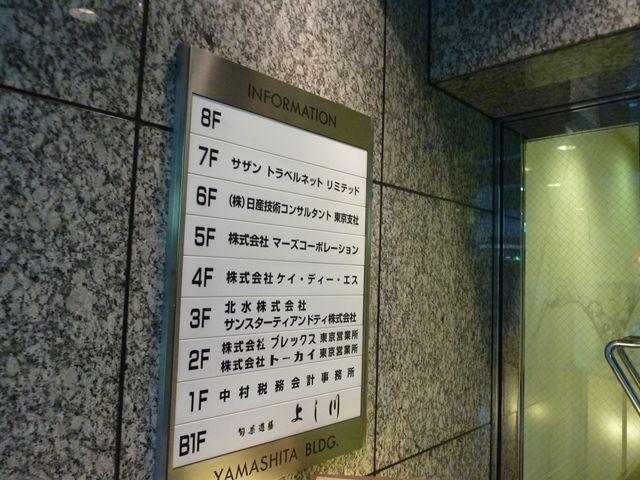 INFORMATION
8F
7F サザン トラベルネット リミテッド
6F (株)日産技術コンサルタント 東京支社
5F 株式会社 マーズコーポレーション
4F 株式会社 ケイ・ディー・エス
3F 北水株式会社
サンスターティアンドティ株式会社
2F 株式会社 プレックス 東京営業所
株式会社 トーカイ 東京営業所
1F 中村税務会計事務所
B1F 旬菜遊膳 よし川
YAMASHITA BLDG.